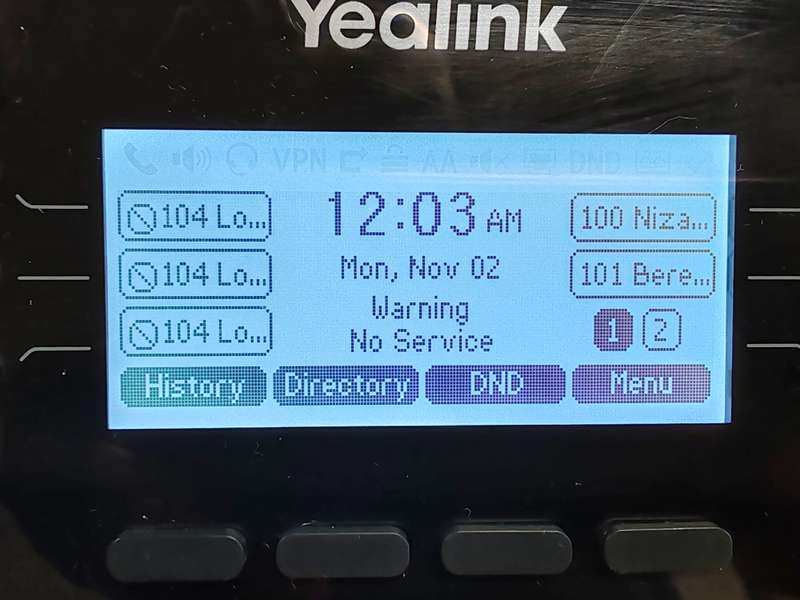 Yealink
VPN AA DND
104 Lo... 12:03 AM 100 Niza...
104 Lo... Mon, Nov 02 101 Bere...
Warning
104 Lo... No Service 1 2
History Directory DND Menu